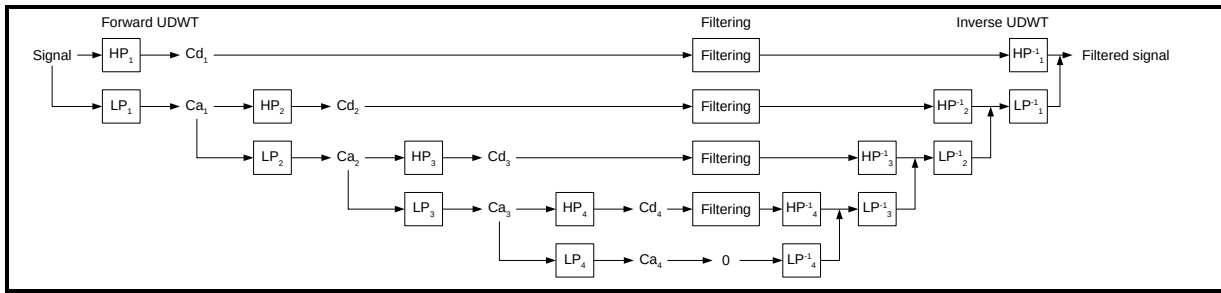 Forward UDWT Filtering Inverse UDWT
Signal HP₁ Cd₁ Filtering HP⁻¹₁ Filtered signal
LP₁ Ca₁ HP₂ Cd₂ Filtering HP⁻¹₂ LP⁻¹₁
LP₂ Ca₂ HP₃ Cd₃ Filtering HP⁻¹₃ LP⁻¹₂
LP₃ Ca₃ HP₄ Cd₄ Filtering HP⁻¹₄ LP⁻¹₃
LP₄ Ca₄ 0 LP⁻¹₄